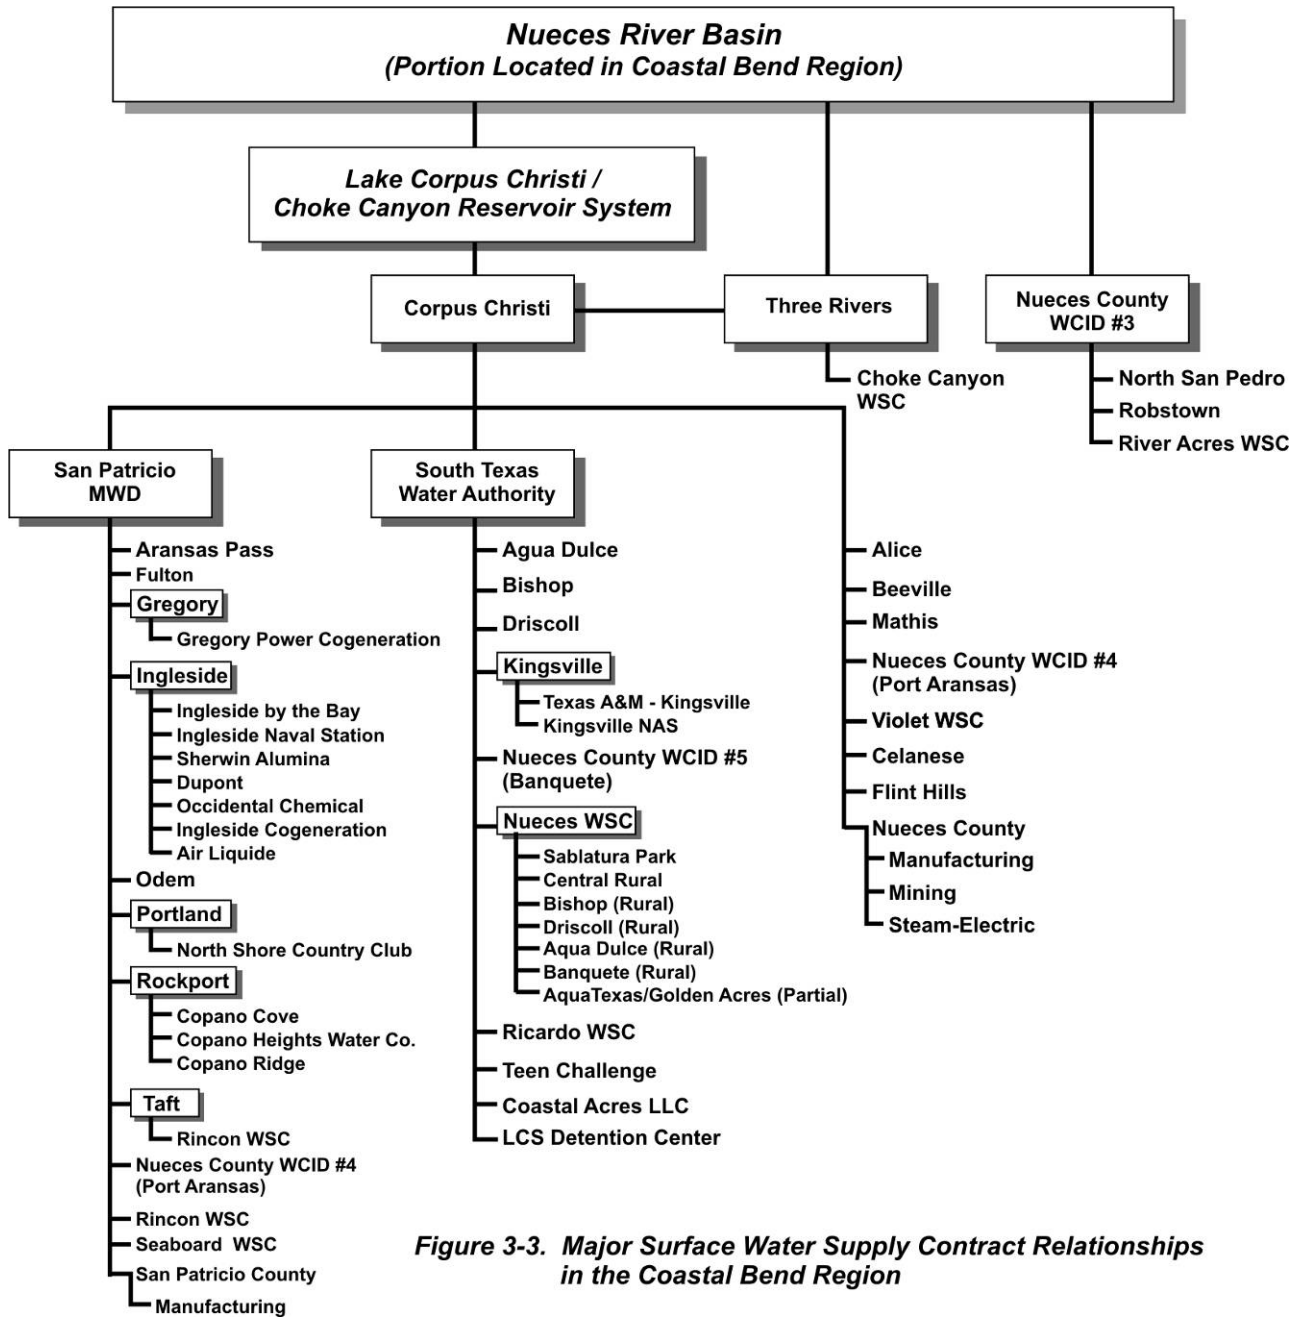 Nueces River Basin
(Portion Located in Coastal Bend Region)
Lake Corpus Christi /
Choke Canyon Reservoir System
Corpus Christi
Three Rivers
Nueces County
WCID #3
Choke Canyon
WSC
North San Pedro
Robstown
River Acres WSC
San Patricio
MWD
Aransas Pass
Fulton
Gregory
Gregory Power Cogeneration
Ingleside
Ingleside by the Bay
Ingleside Naval Station
Sherwin Alumina
Dupont
Occidental Chemical
Ingleside Cogeneration
Air Liquide
Odem
Portland
North Shore Country Club
Rockport
Copano Cove
Copano Heights Water Co.
Copano Ridge
Taft
Rincon WSC
Nueces County WCID #4
(Port Aransas)
Rincon WSC
Seaboard WSC
San Patricio County
Manufacturing
South Texas
Water Authority
Agua Dulce
Bishop
Driscoll
Kingsville
Texas A&M - Kingsville
Kingsville NAS
Nueces County WCID #5
(Banquete)
Nueces WSC
Sablatura Park
Central Rural
Bishop (Rural)
Driscoll (Rural)
Aqua Dulce (Rural)
Banquete (Rural)
AquaTexas/Golden Acres (Partial)
Ricardo WSC
Teen Challenge
Coastal Acres LLC
LCS Detention Center
Alice
Beeville
Mathis
Nueces County WCID #4
(Port Aransas)
Violet WSC
Celanese
Flint Hills
Nueces County
Manufacturing
Mining
Steam-Electric
Figure 3-3. Major Surface Water Supply Contract Relationships
in the Coastal Bend Region